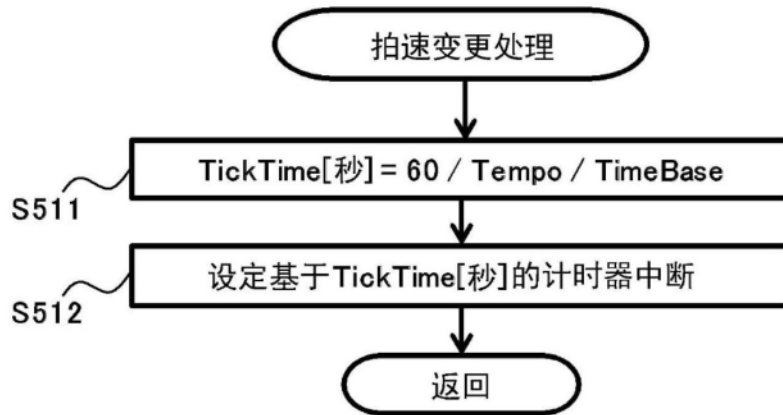 拍速变更处理
TickTime[秒] = 60 / Tempo / TimeBase
S511
设定基于TickTime[秒]的计时器中断
S512
返回